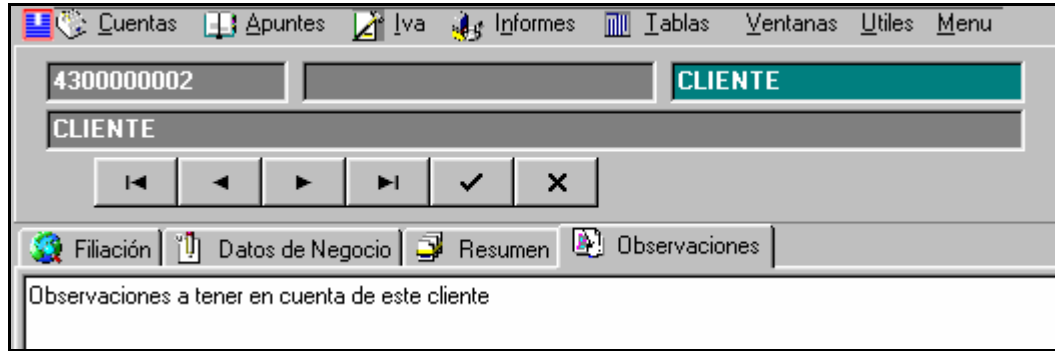 Cuentas Apuntes Iva Informes Tablas Ventanas Utiles Menu
4300000002 CLIENTE
CLIENTE
Filiación Datos de Negocio Resumen Observaciones
Observaciones a tener en cuenta de este cliente